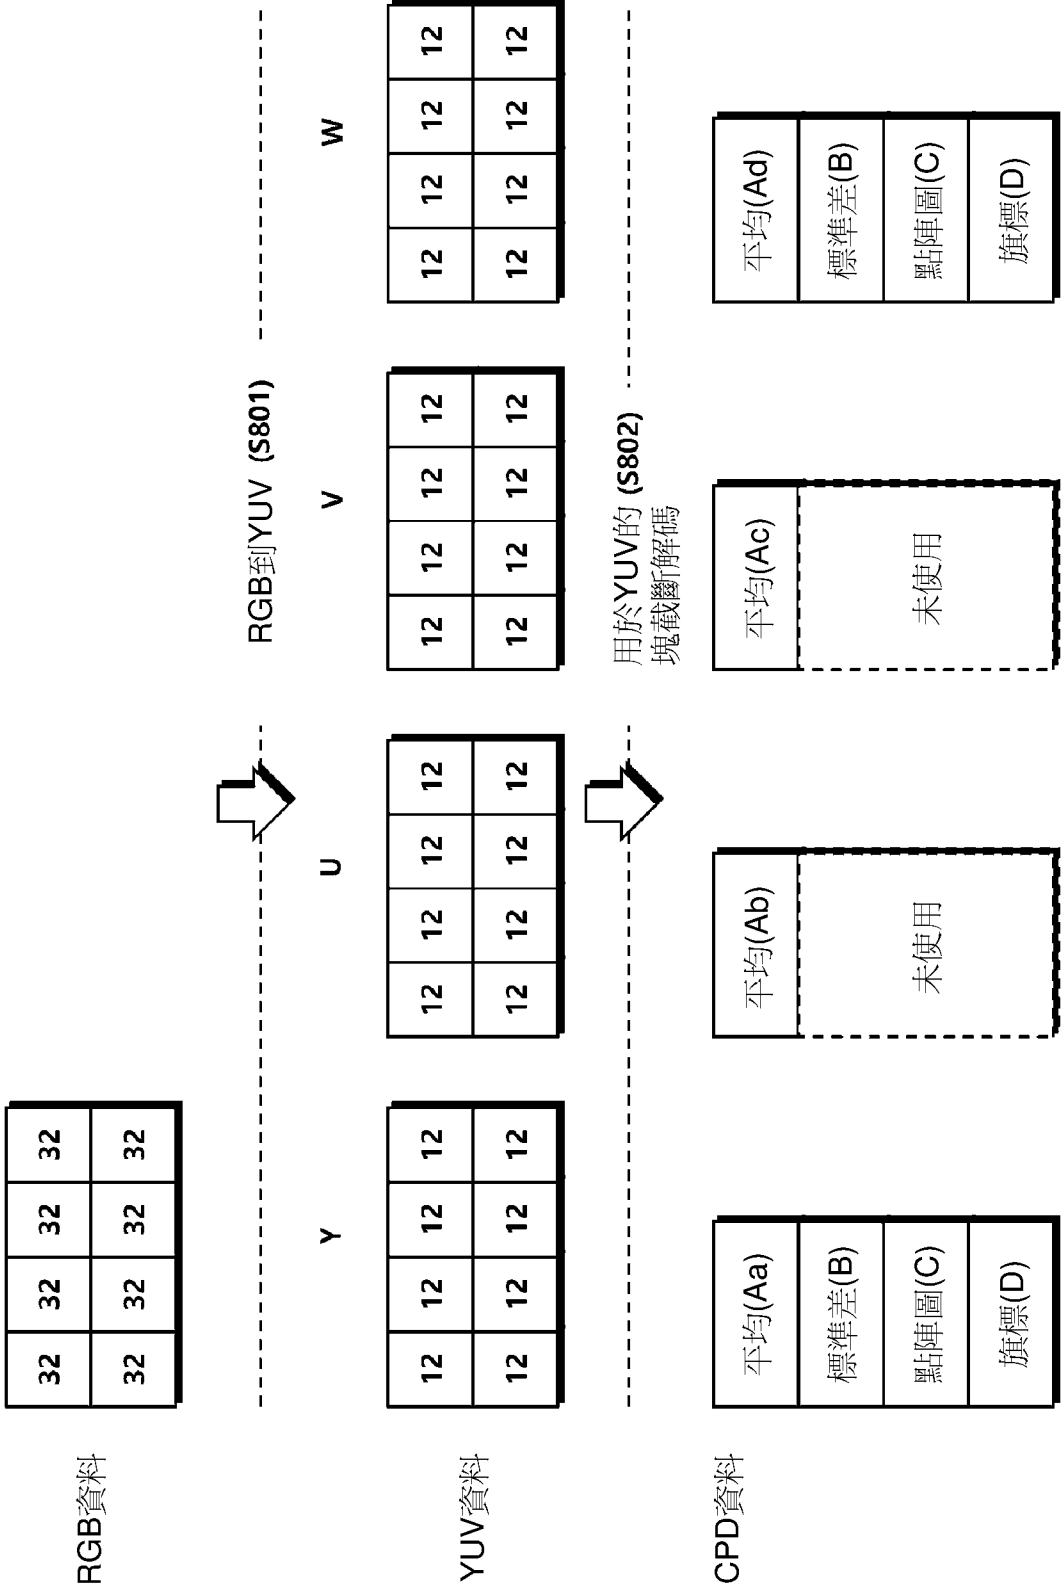 RGB資料
32 32 32 32
32 32 32 32
RGB到YUV (S801)
Y U V W
YUV資料
12 12 12 12 12 12 12 12 12 12 12 12 12 12 12 12
12 12 12 12 12 12 12 12 12 12 12 12 12 12 12 12
用於YUV的 (S802)
塊截斷解碼
CPD資料
平均(Aa) 平均(Ab) 平均(Ac) 平均(Ad)
標準差(B) 未使用 未使用 標準差(B)
點陣圖(C) 點陣圖(C)
旗標(D) 旗標(D)